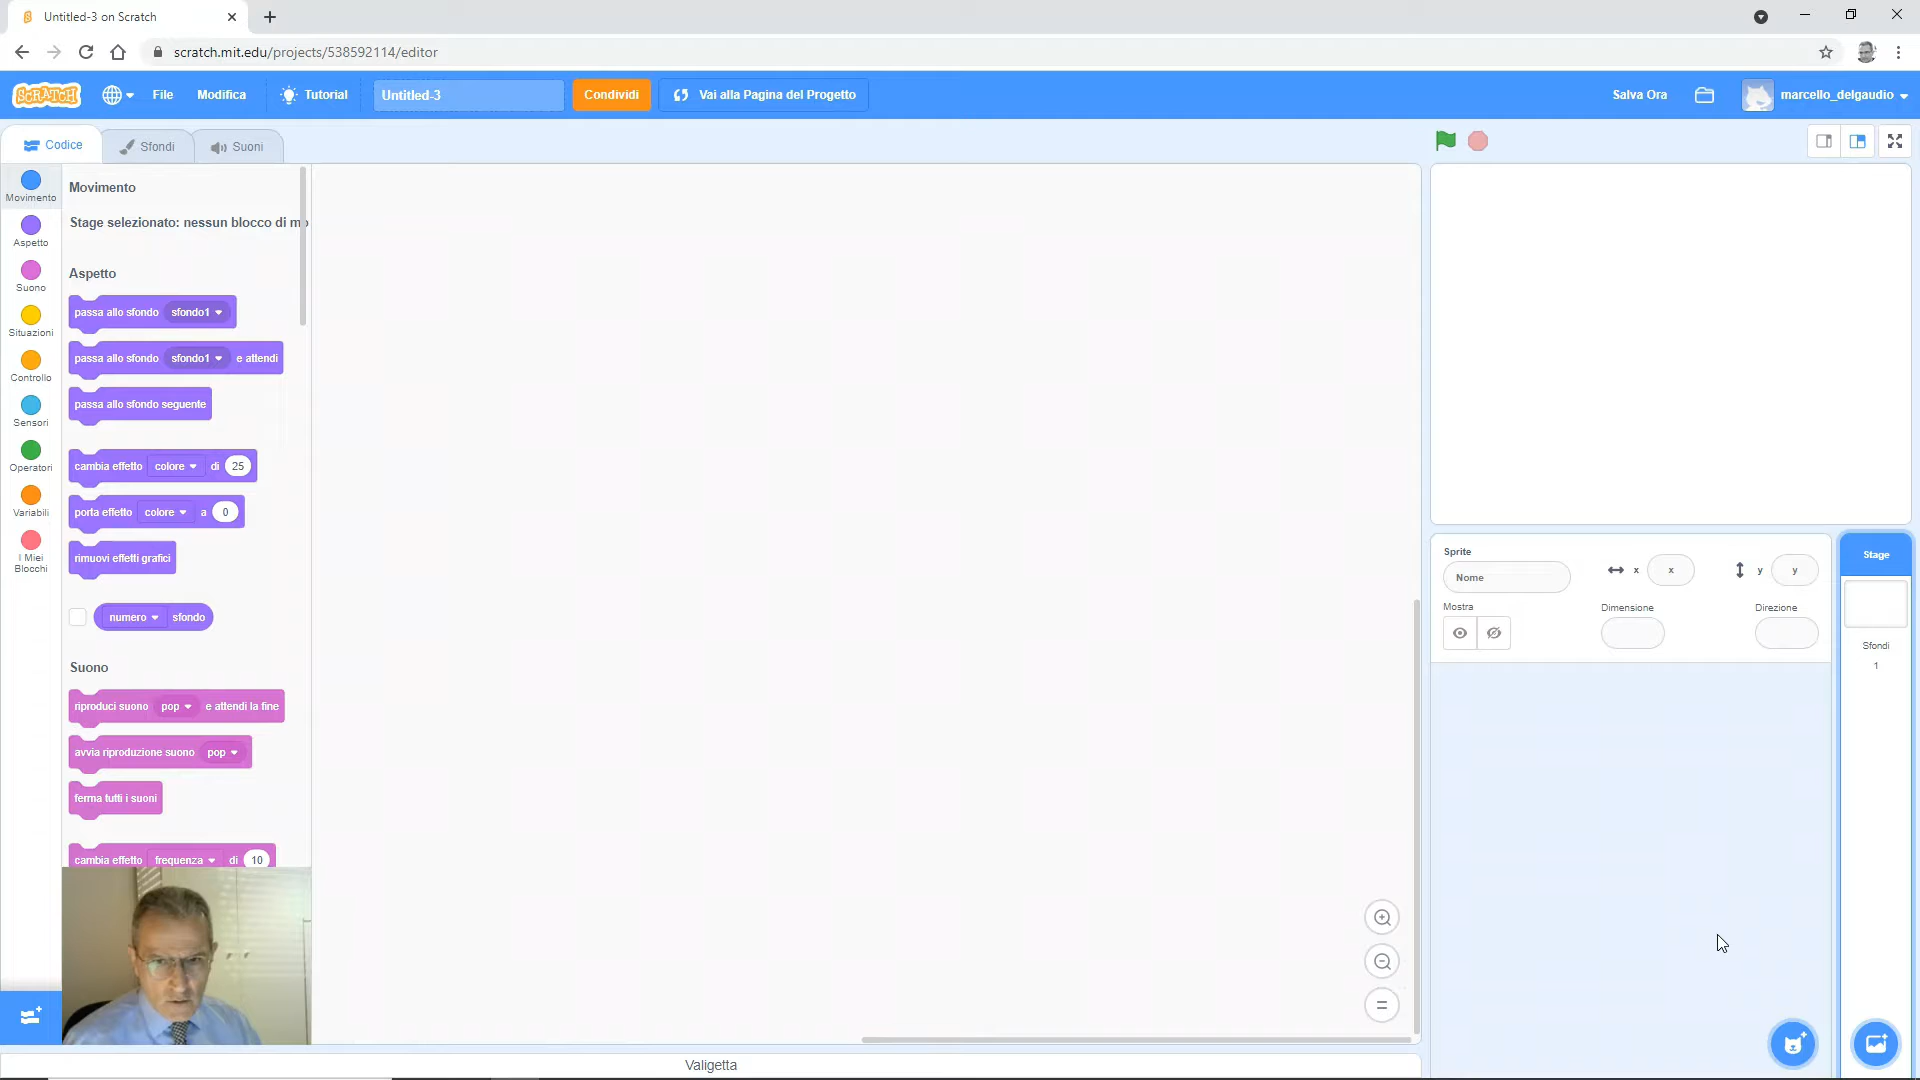 Untitled-3 on Scratch
scratch.mit.edu/projects/538592114/editor
SCRATCH
File
Modifica
Tutorial
Untitled-3
Condividi
Vai alla Pagina del Progetto
Salva Ora
marcello_delgaudio
Codice
Sfondi
Suoni
Movimento
Aspetto
Suono
Situazioni
Controllo
Sensori
Operatori
Variabili
I Miei
Blocchi
Movimento
Stage selezionato: nessun blocco di mo
Aspetto
passa allo sfondo sfondo1
passa allo sfondo sfondo1 e attendi
passa allo sfondo seguente
cambia effetto colore di 25
porta effetto colore a 0
rimuovi effetti grafici
numero sfondo
Suono
riproduci suono pop e attendi la fine
avvia riproduzione suono pop
ferma tutti i suoni
cambia effetto frequenza di 10
Valigetta
Sprite
Nome
x x
y y
Mostra
Dimensione
Direzione
Stage
Sfondi
1